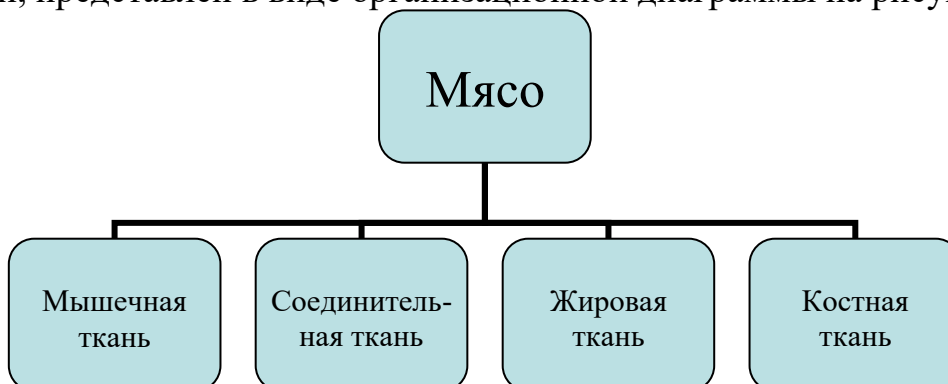 представлен в виде организационной диаграммы на
Мясо
Мышечная
ткань
Соединитель-
ная ткань
Жировая
ткань
Костная
ткань